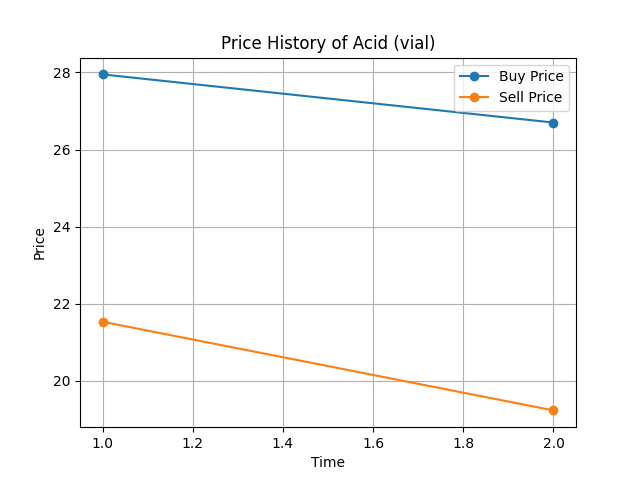 Price History of Acid (vial)
Buy Price
Sell Price
28
26
24
22
20
Price
1.0 1.2 1.4 1.6 1.8 2.0
Time